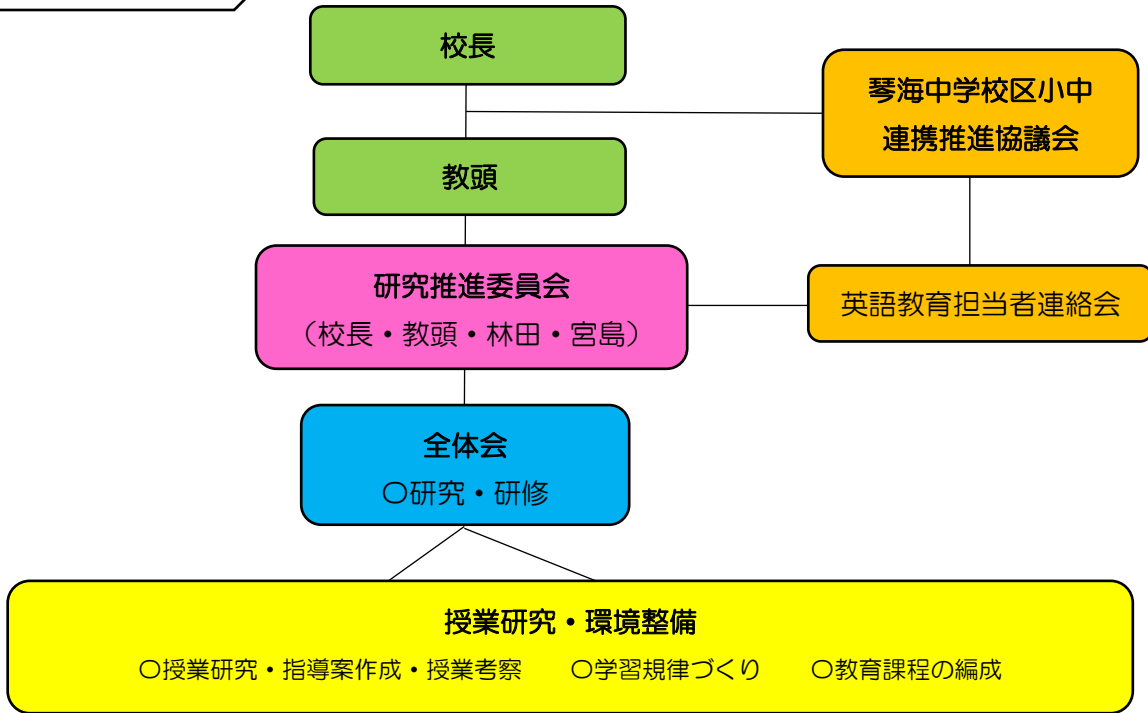 校長
琴海中学校区小中
連携推進協議会
教頭
研究推進委員会
（校長・教頭・林田・宮島）
英語教育担当者連絡会
全体会
〇研究・研修
授業研究・環境整備
〇授業研究・指導案作成・授業考察　　〇学習規律づくり　　〇教育課程の編成